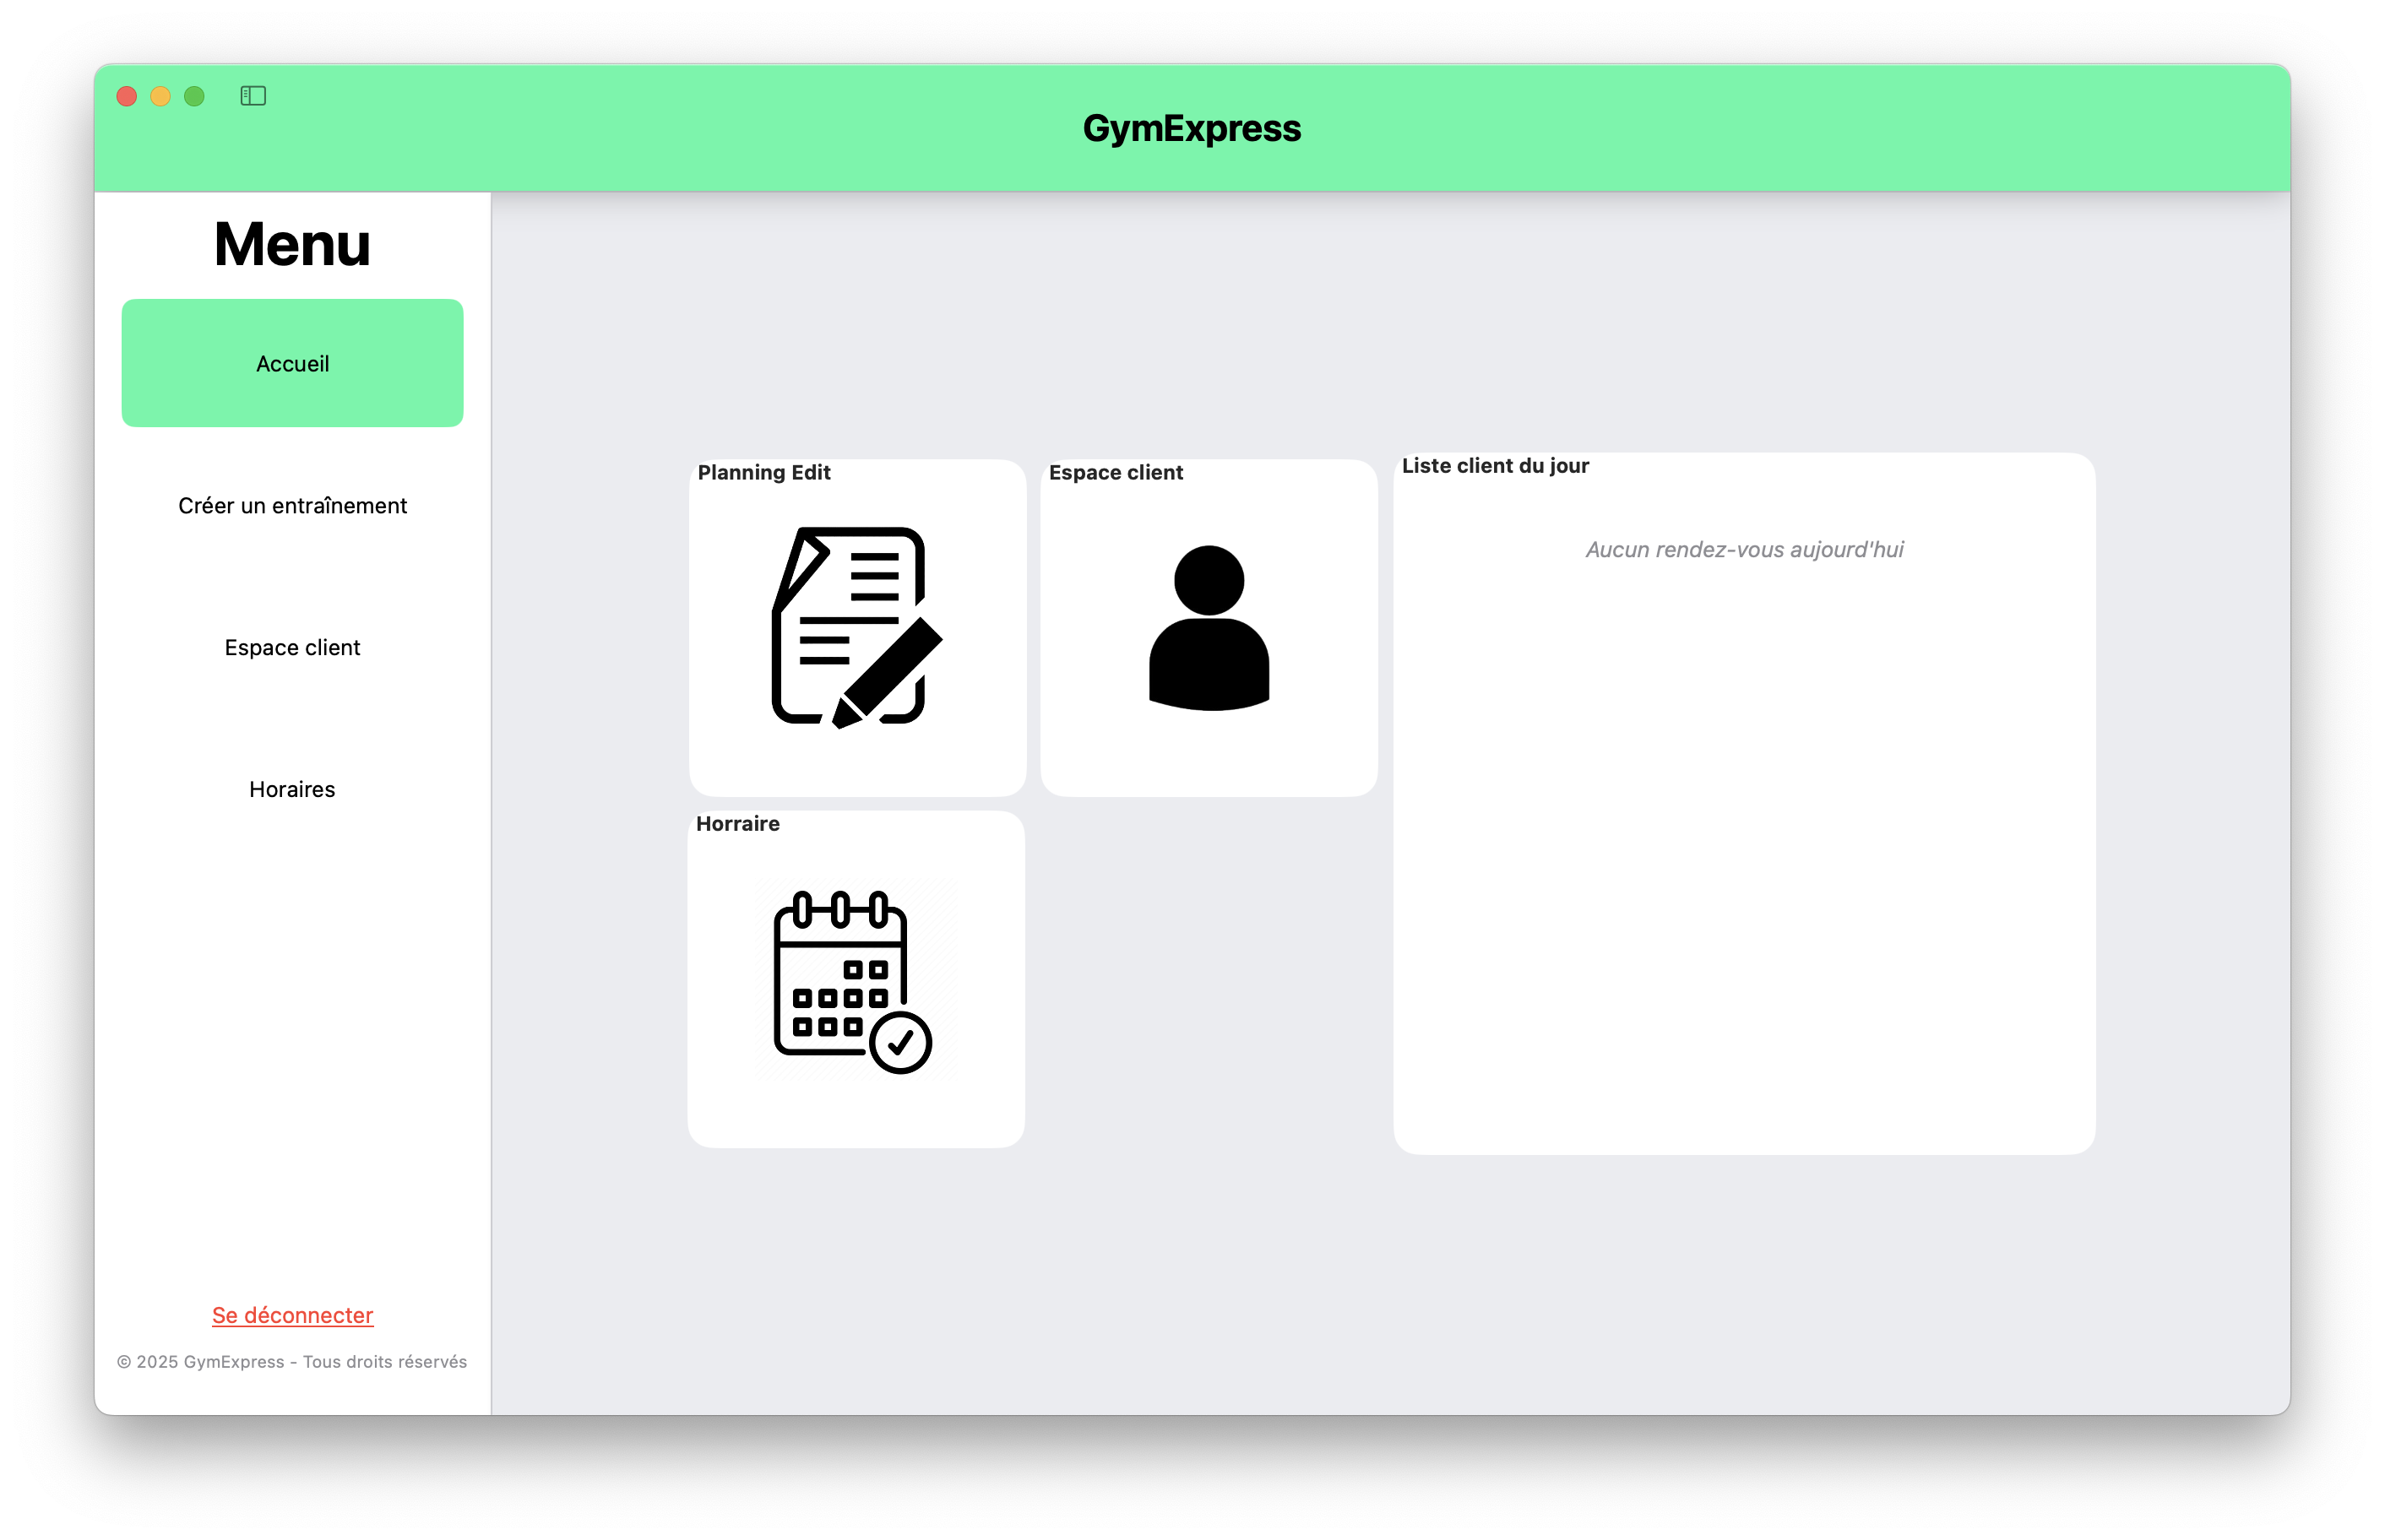 GymExpress
Menu
Accueil
Créer un entraînement
Espace client
Horaires
Se déconnecter
© 2025 GymExpress - Tous droits réservés
Planning Edit
Espace client
Horraire
Liste client du jour
Aucun rendez-vous aujourd'hui